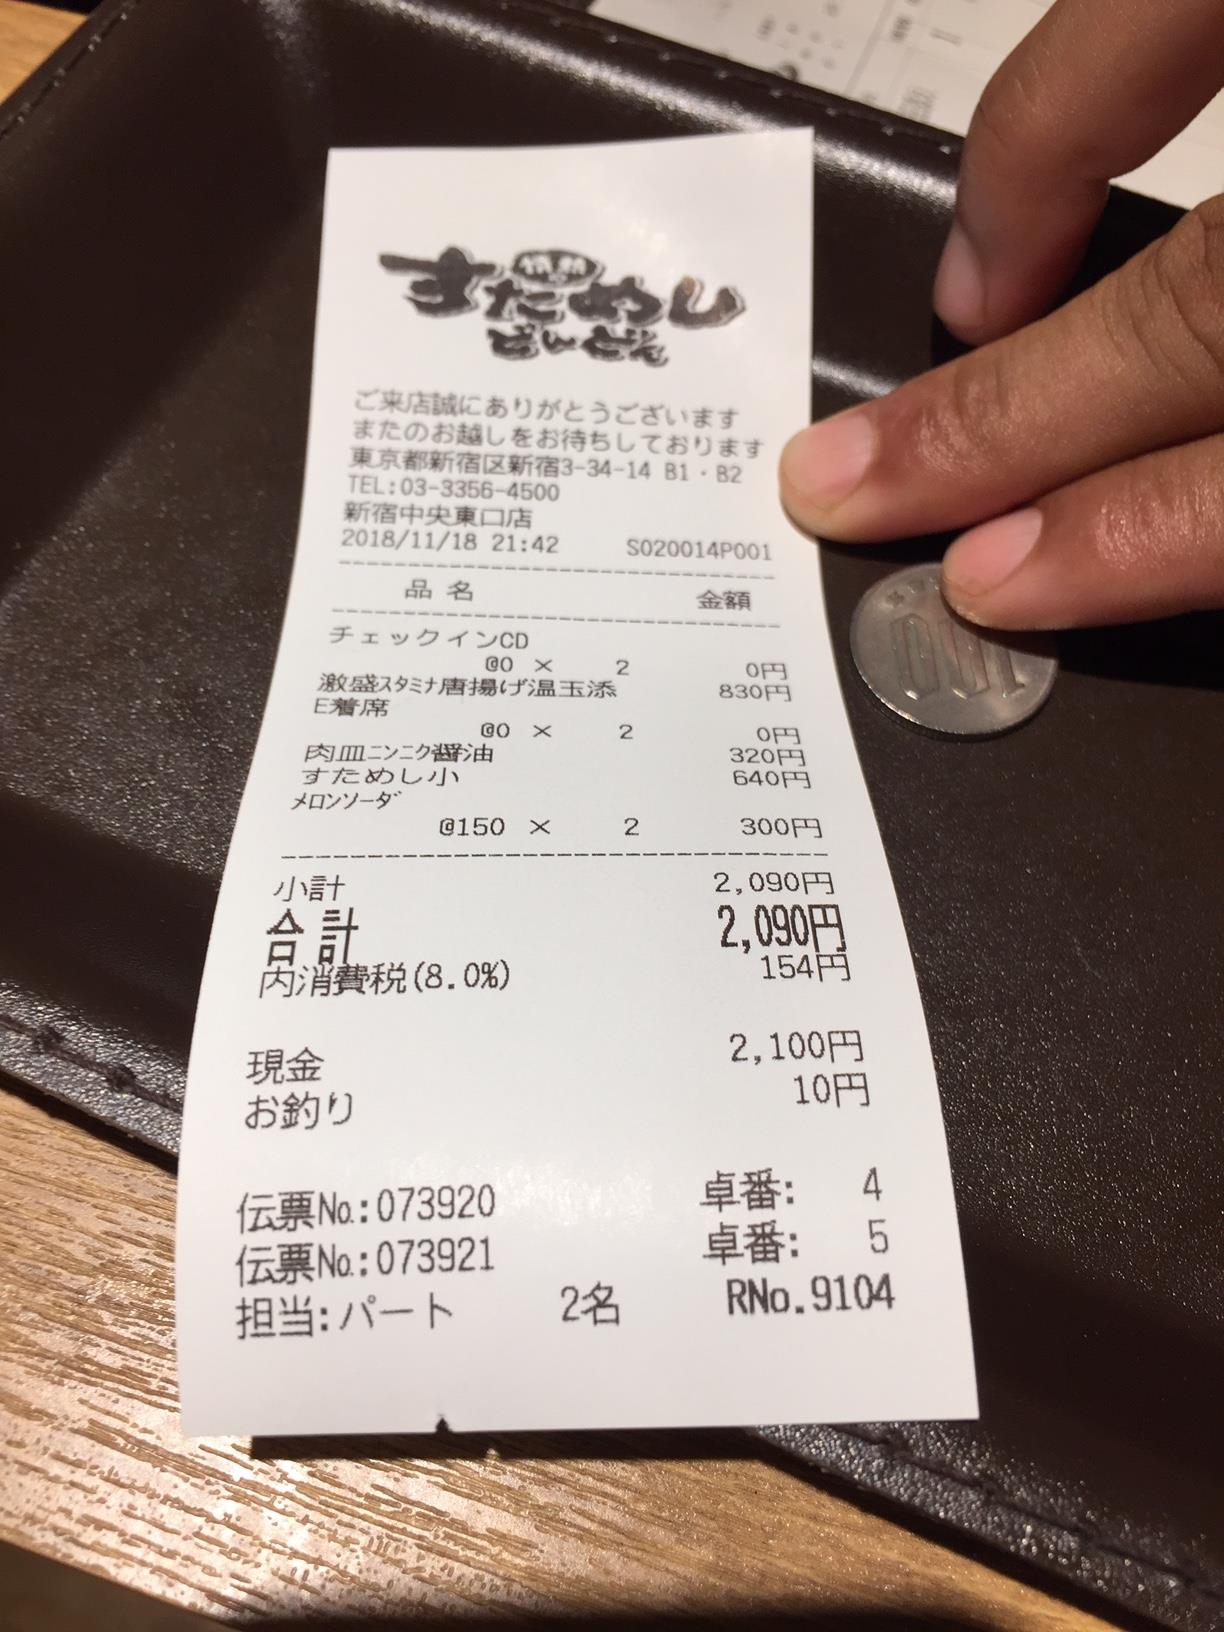 情熱の
すためし
どんどん
ご来店誠にありがとうございます
またのお越しをお待ちしております
東京都新宿区新宿3-34-14 B1・B2
TEL:03-3356-4500
新宿中央東口店
2018/11/18 21:42 S020014P001
品 名 金額
チェックインCD
@0 × 2 0円
激盛スタミナ唐揚げ温玉添 830円
E着席
@0 × 2 0円
肉皿ニンニク醤油 320円
すためし小 640円
メロンソーダ
@150 × 2 300円
小計 2,090円
合計 2,090円
内消費税(8.0%) 154円
現金 2,100円
お釣り 10円
伝票No.:073920 卓番: 4
伝票No.:073921 卓番: 5
担当:パート 2名 RNo.9104
100